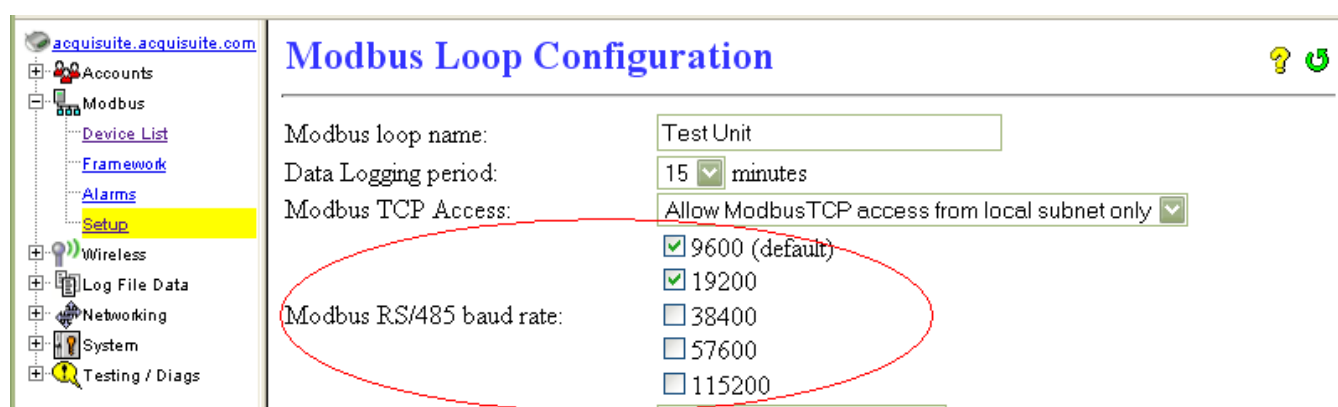 acquisuite.acquisuite.com
Accounts
Modbus
Device List
Framework
Alarms
Setup
Wireless
Log File Data
Networking
System
Testing / Diags
Modbus Loop Configuration
Modbus loop name: Test Unit
Data Logging period: 15 minutes
Modbus TCP Access: Allow ModbusTCP access from local subnet only
Modbus RS/485 baud rate:
9600 (default)
19200
38400
57600
115200